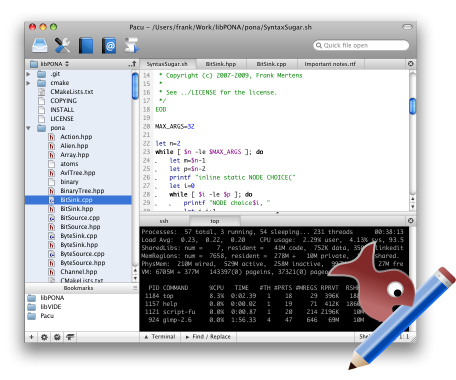 Pacu — /Users/frank/Work/libPONA/pona/SyntaxSugar.sh
Quick file open
libPONA
SyntaxSugar.sh
BitSink.hpp
BitSink.cpp
Important notes.rtf
.git
cmake
CMakeLists.txt
COPYING
INSTALL
LICENSE
pona
Action.hpp
Alien.hpp
Array.hpp
atoms
AvlTree.hpp
binary
BinaryTree.hpp
BitSink.cpp
BitSink.hpp
BitSource.cpp
BitSource.hpp
ByteSink.cpp
ByteSink.hpp
ByteSource.cpp
ByteSource.hpp
Channel.hpp
CMakeLists.txt
Bookmarks
libPONA
libVIDE
Pacu
14 * Copyright (c) 2007-2009, Frank Mertens
15 *
16 * See ../LICENSE for the license.
17 */
18 EOD
19
20 MAX_ARGS=32
21
22 let n=2
23 while [ $n -le $MAX_ARGS ]; do
24 let m=$n-1
25 let p=$n-2
26 printf "inline static NODE CHOICE("
27 let i=0
28 while [ $i -le $p ]; do
29 printf "NODE choice$i, "
ssh
top
Processes: 57 total, 3 running, 54 sleeping... 231 threads 00:38:13
Load Avg: 0.23, 0.22, 0.20 CPU usage: 2.29% user, 4.13% sys, 93.5
SharedLibs: num = 7, resident = 41M code, 752K data, linkedit
MemRegions: num = 7658, resident = 278M + 10M private, shared.
PhysMem: 210M wired, 529M active, 258M inactive, 27M fre
VM: 6705M + 377M 143397(0) pageins, 37321(0) pageouts
PID COMMAND %CPU TIME #TH #PRTS #MREGS RPRVT
1184 top 8.3% 0:02.39 1 18 29 396K
1157 help 0.0% 0:00.02 1 19 71 412K
1121 script-fu 0.0% 0:00.87 1 20 214 2196K
924 gimp-2.6 0.0% 1:56.33 4 47 646 69M
Terminal
Find / Replace